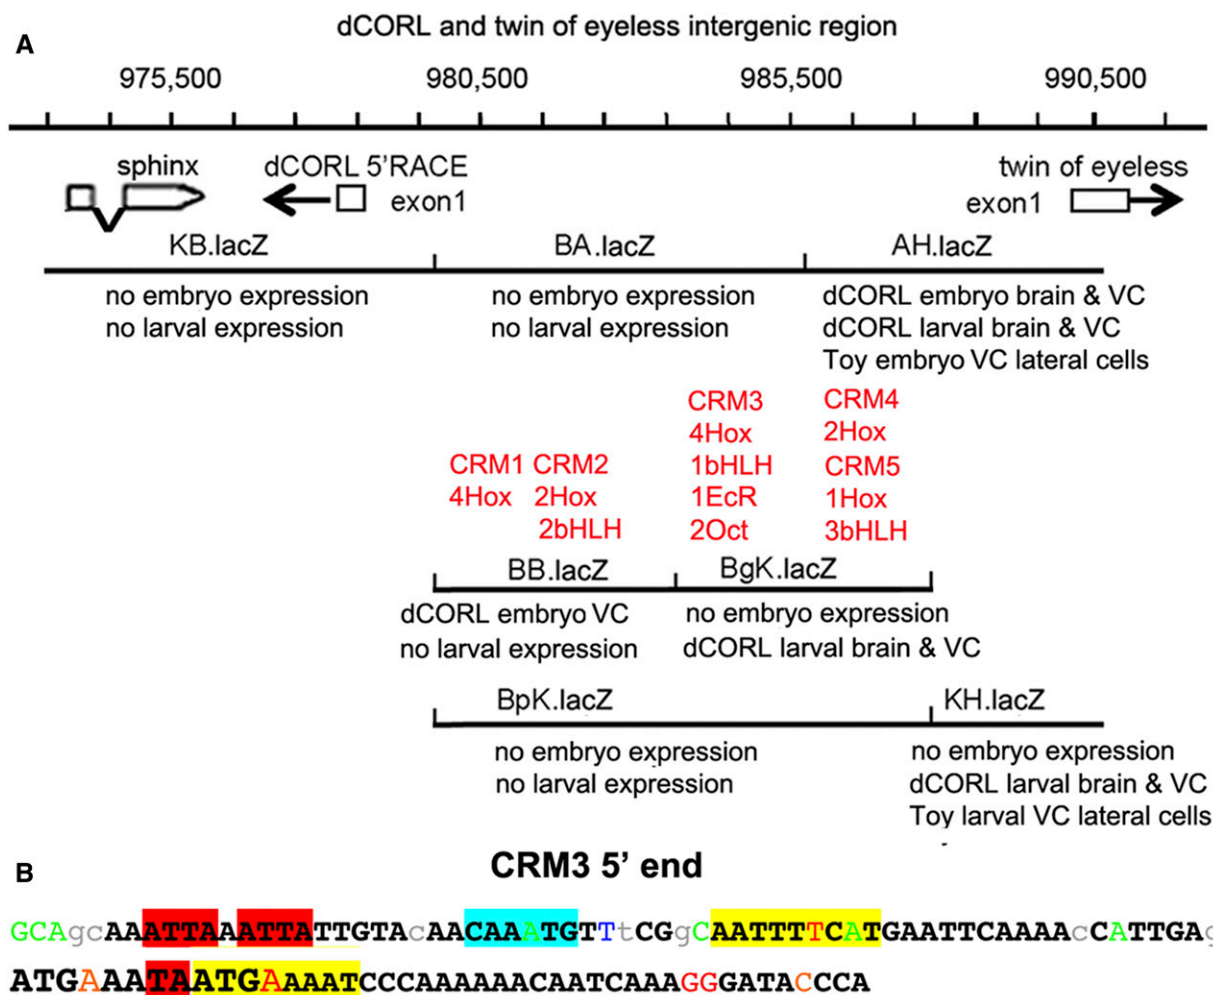 A
dCORL and twin of eyeless intergenic region
975,500 980,500 985,500 990,500
sphinx dCORL 5'RACE twin of eyeless
exon1 exon1
KB.lacZ BA.lacZ AH.lacZ
no embryo expression no embryo expression dCORL embryo brain & VC
no larval expression no larval expression dCORL larval brain & VC
Toy embryo VC lateral cells
CRM3 CRM4
4Hox 2Hox
CRM1 CRM2 1bHLH CRM5
4Hox 2Hox 1EcR 1Hox
2bHLH 2Oct 3bHLH
BB.lacZ BgK.lacZ
dCORL embryo VC no embryo expression
no larval expression dCORL larval brain & VC
BpK.lacZ KH.lacZ
no embryo expression no embryo expression
no larval expression dCORL larval brain & VC
Toy larval VC lateral cells
B
CRM3 5' end
GCAgcAAATTAAATTATTGTAcAACAAATGTTtCGgCAATTTTCATGAATTCAAAAcCATTGAg
ATGAAATAATGAAAATCCCAAAAAACAATCAAAGGGATACCCA